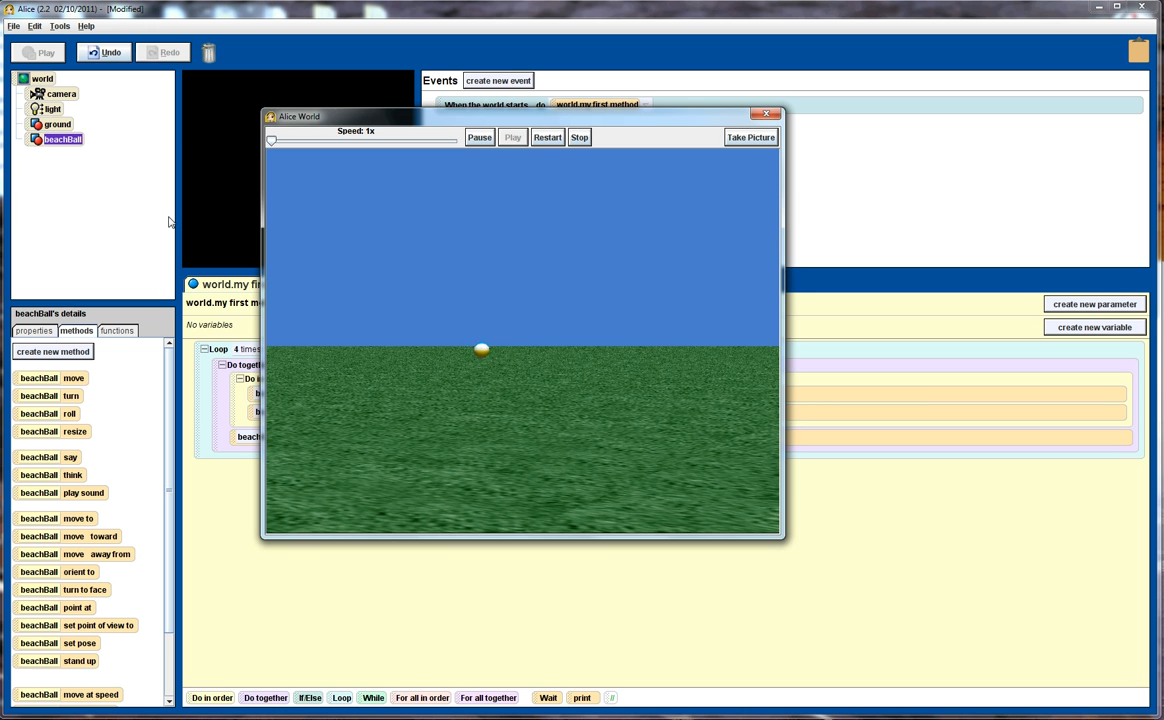 Alice (2.2 02/10/2011) - [Modified]
File Edit Tools Help
Play Undo Redo
world
camera
light
ground
beachBall
Events create new event
When the world starts, do world.my first method
Alice World
Speed: 1x
Pause Play Restart Stop Take Picture
beachBall's details
properties methods functions
create new method
beachBall move
beachBall turn
beachBall roll
beachBall resize
beachBall say
beachBall think
beachBall play sound
beachBall move to
beachBall move toward
beachBall move away from
beachBall orient to
beachBall turn to face
beachBall point at
beachBall set point of view to
beachBall set pose
beachBall stand up
beachBall move at speed
world.my fir
world.my first m
create new parameter
No variables
create new variable
Loop 4 times
Do togeth
Do i
be
be
beachB
Do in order Do together If/Else Loop While For all in order For all together Wait print //